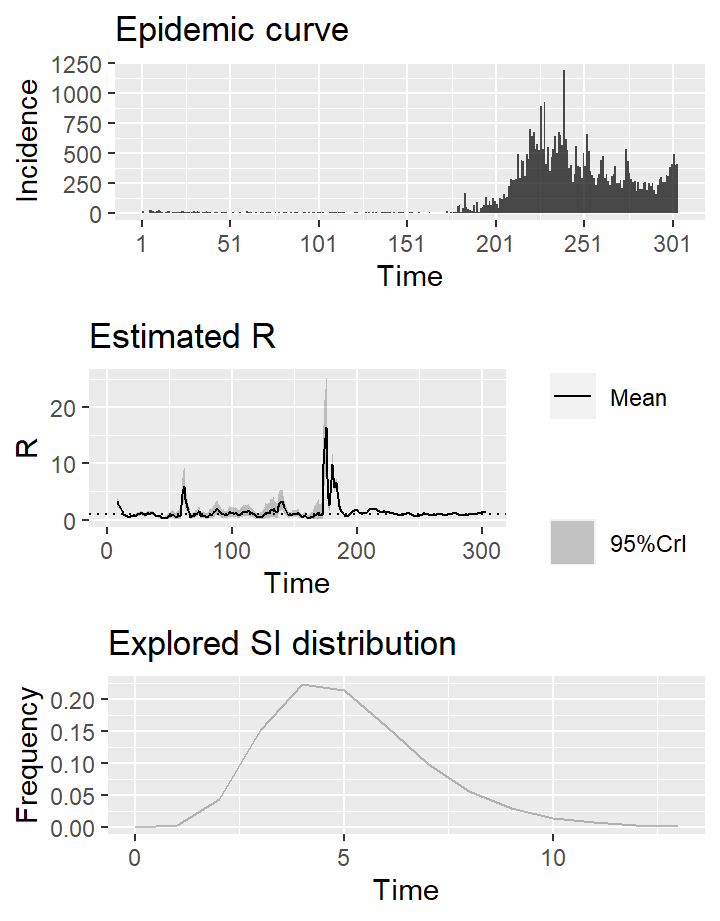 Epidemic curve
1250
1000
750
500
250
0
Incidence
1 51 101 151 201 251 301
Time
Estimated R
20
10
0
R
0 100 200 300
Time
Mean
95%CrI
Explored SI distribution
0.20
0.15
0.10
0.05
0.00
Frequency
0 5 10
Time